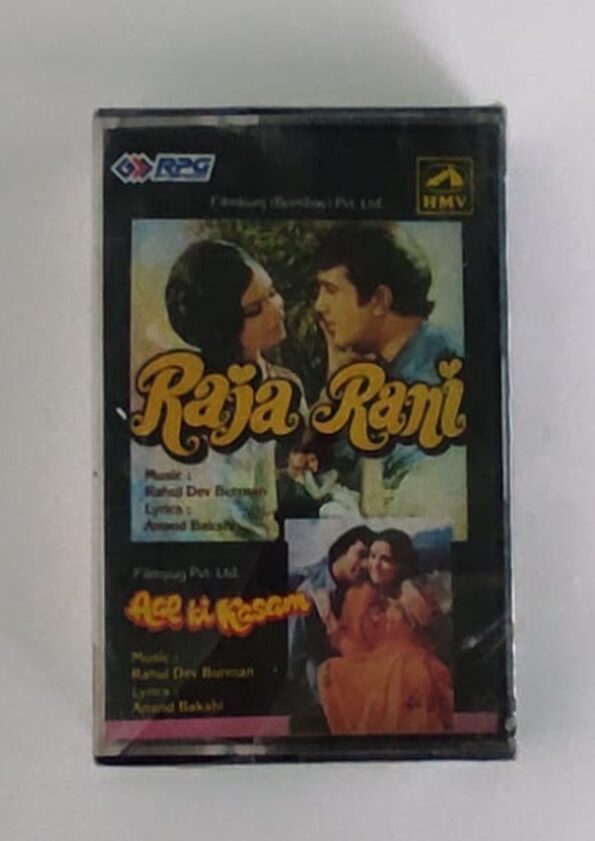 RPG
HMV
Filmyug (Bombay) Pvt. Ltd.
Raja Rani
Music :
Rahul Dev Burman
Lyrics :
Anand Bakshi
Filmyug Pvt. Ltd.
Aap ki Kasam
Music :
Rahul Dev Burman
Lyrics :
Anand Bakshi